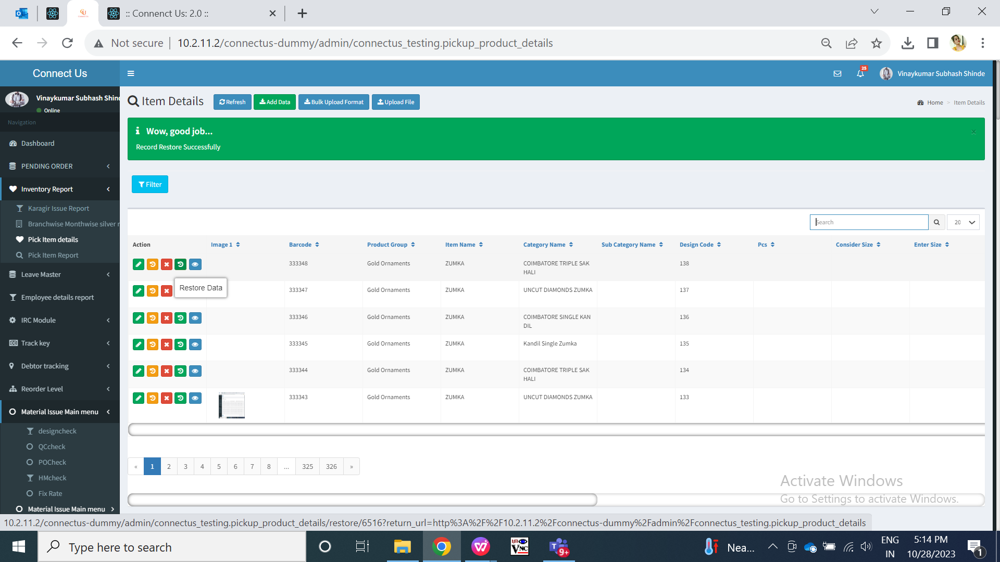 :: Connenct Us: 2.0 ::
Not secure 10.2.11.2/connectus-dummy/admin/connectus_testing.pickup_product_details
Connect Us
25
Vinaykumar Subhash Shinde
Vinaykumar Subhash Shin
Online
Navigation
Dashboard
PENDING ORDER
Inventory Report
Karagir Issue Report
Branchwise Monthwise silver r
Pick Item details
Pick Item Report
Leave Master
Employee details report
IRC Module
Track key
Debtor tracking
Reorder Level
Material Issue Main menu
designcheck
QCcheck
POCheck
HMcheck
Fix Rate
Material Issue Main menu
Item Details Refresh Add Data Bulk Upload Format Upload File
Home > Item Details
Wow, good job...
×
Record Restore Successfully
Filter
Search 20
Action Image 1 Barcode Product Group Item Name Category Name Sub Category Name Design Code Pcs Consider Size Enter Size
333348 Gold Ornaments ZUMKA COIMBATORE TRIPLE SAK 138
HALI
Restore Data
333347 Gold Ornaments ZUMKA UNCUT DIAMONDS ZUMKA 137
333346 Gold Ornaments ZUMKA COIMBATORE SINGLE KAN 136
DIL
333345 Gold Ornaments ZUMKA Kandil Single Zumka 135
333344 Gold Ornaments ZUMKA COIMBATORE TRIPLE SAK 134
HALI
333343 Gold Ornaments ZUMKA UNCUT DIAMONDS ZUMKA 133
« 1 2 3 4 5 6 7 8 ... 325 326 »
Activate Windows
Go to Settings to activate Windows.
10.2.11.2/connectus-dummy/admin/connectus_testing.pickup_product_details/restore/6516?return_url=http%3A%2F%2F10.2.11.2%2Fconnectus-dummy%2Fadmin%2Fconnectus_testing.pickup_product_details
Type here to search
9+
Nea...
ENG
IN
5:14 PM
10/28/2023
1